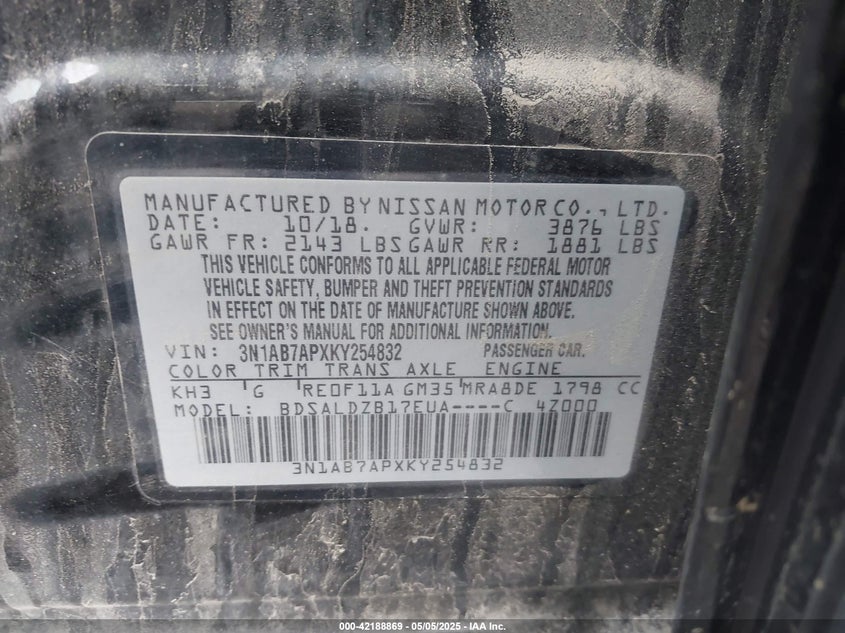 MANUFACTURED BY NISSAN MOTOR CO., LTD.
DATE: 10/18. GVWR: 3876 LBS
GAWR FR: 2143 LBS GAWR RR: 1881 LBS
THIS VEHICLE CONFORMS TO ALL APPLICABLE FEDERAL MOTOR
VEHICLE SAFETY, BUMPER AND THEFT PREVENTION STANDARDS
IN EFFECT ON THE DATE OF MANUFACTURE SHOWN ABOVE.
SEE OWNER'S MANUAL FOR ADDITIONAL INFORMATION.
VIN: 3N1AB7APXKY254832 PASSENGER CAR.
COLOR TRIM TRANS AXLE ENGINE
KH3 G RE0F11A GM35 MRA8DE 1798 CC
MODEL: BDSALDZB17EUA----C 4Z000
3N1AB7APXKY254832
000-42188869 - 05/05/2025 - IAA Inc.